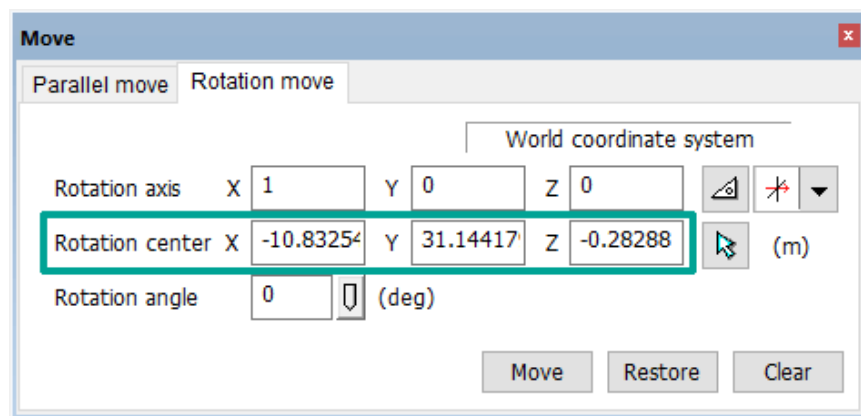 Move x
Parallel move Rotation move
World coordinate system
Rotation axis X 1 Y 0 Z 0
Rotation center X -10.83254 Y 31.14417 Z -0.28288 (m)
Rotation angle 0 (deg)
Move Restore Clear